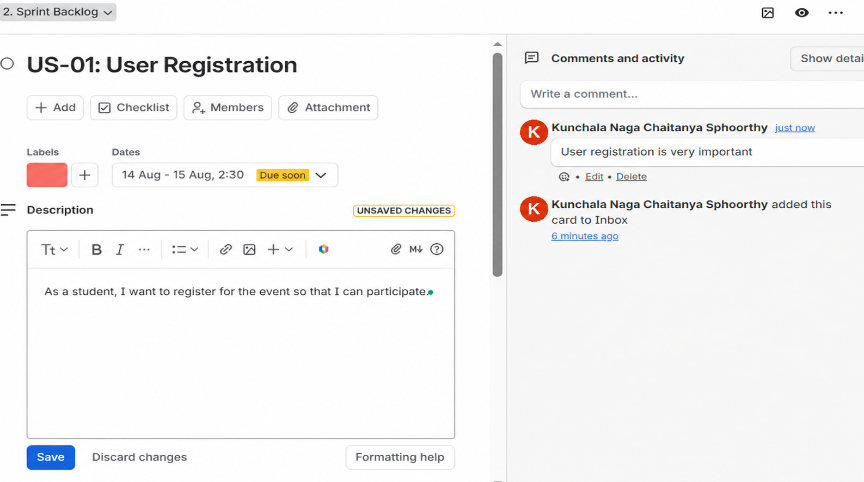 2. Sprint Backlog
US-01: User Registration
Add
Checklist
Members
Attachment
Labels
Dates
14 Aug - 15 Aug, 2:30 Due soon
Description
UNSAVED CHANGES
Tt
B I ...
M
As a student, I want to register for the event so that I can participate.
Save
Discard changes
Formatting help
Comments and activity
Show detai
Write a comment...
K
Kunchala Naga Chaitanya Sphoorthy just now
User registration is very important
• Edit • Delete
K
Kunchala Naga Chaitanya Sphoorthy added this
card to Inbox
6 minutes ago